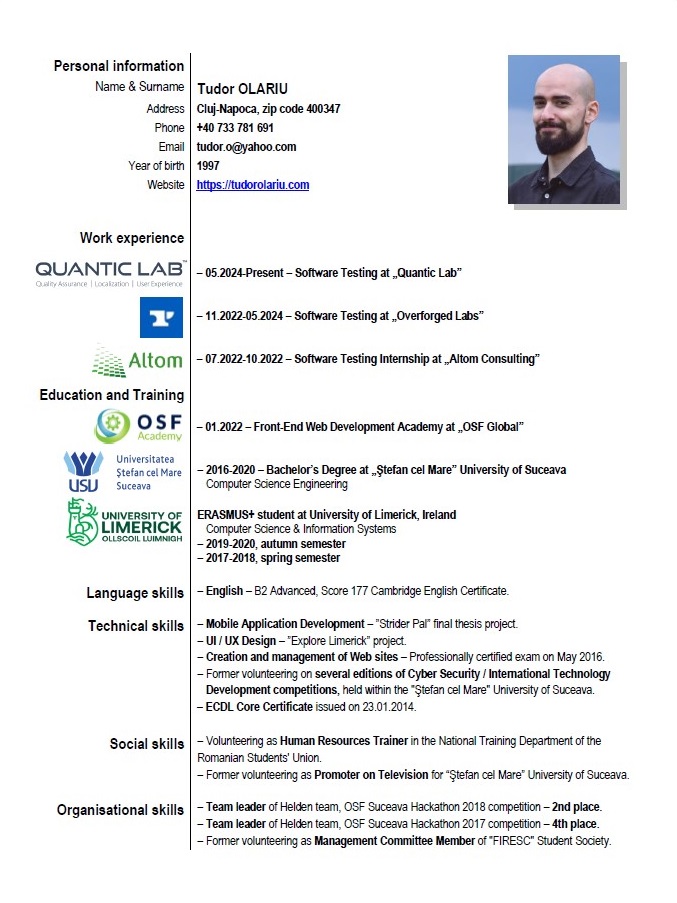 Personal information
Name & Surname Tudor OLARIU
Address Cluj-Napoca, zip code 400347
Phone +40 733 781 691
Email tudor.o@yahoo.com
Year of birth 1997
Website https://tudorolariu.com
Work experience
QUANTIC LAB™
Quality Assurance | Localization | User Experience
– 05.2024-Present – Software Testing at „Quantic Lab”
– 11.2022-05.2024 – Software Testing at „Overforged Labs”
Altom
– 07.2022-10.2022 – Software Testing Internship at „Altom Consulting”
Education and Training
OSF
Academy
– 01.2022 – Front-End Web Development Academy at „OSF Global”
USV
Universitatea
Ştefan cel Mare
Suceava
– 2016-2020 – Bachelor's Degree at „Ştefan cel Mare” University of Suceava
Computer Science Engineering
UNIVERSITY OF
LIMERICK
OLLSCOIL LUIMNIGH
ERASMUS+ student at University of Limerick, Ireland
Computer Science & Information Systems
– 2019-2020, autumn semester
– 2017-2018, spring semester
Language skills – English – B2 Advanced, Score 177 Cambridge English Certificate.
Technical skills – Mobile Application Development – "Strider Pal" final thesis project.
– UI / UX Design – "Explore Limerick" project.
– Creation and management of Web sites – Professionally certified exam on May 2016.
– Former volunteering on several editions of Cyber Security / International Technology
Development competitions, held within the "Ştefan cel Mare" University of Suceava.
– ECDL Core Certificate issued on 23.01.2014.
Social skills – Volunteering as Human Resources Trainer in the National Training Department of the
Romanian Students' Union.
– Former volunteering as Promoter on Television for “Ştefan cel Mare” University of Suceava.
Organisational skills – Team leader of Helden team, OSF Suceava Hackathon 2018 competition – 2nd place.
– Team leader of Helden team, OSF Suceava Hackathon 2017 competition – 4th place.
– Former volunteering as Management Committee Member of "FIRESC" Student Society.